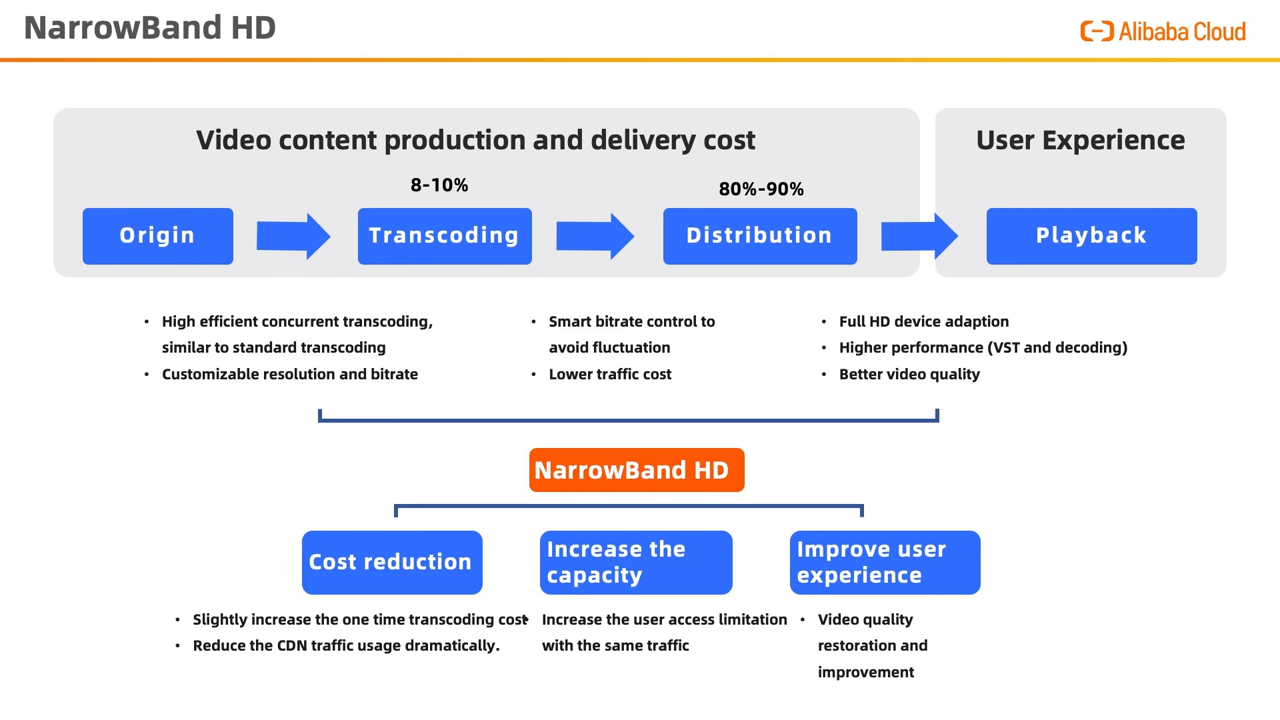 NarrowBand HD
Alibaba Cloud
Video content production and delivery cost
User Experience
8-10%
80%-90%
Origin
Transcoding
Distribution
Playback
• High efficient concurrent transcoding,
similar to standard transcoding
• Customizable resolution and bitrate
• Smart bitrate control to
avoid fluctuation
• Lower traffic cost
• Full HD device adaption
• Higher performance (VST and decoding)
• Better video quality
NarrowBand HD
Cost reduction
Increase the
capacity
Improve user
experience
• Slightly increase the one time transcoding cost
• Reduce the CDN traffic usage dramatically.
• Increase the user access limitation
with the same traffic
• Video quality
restoration and
improvement